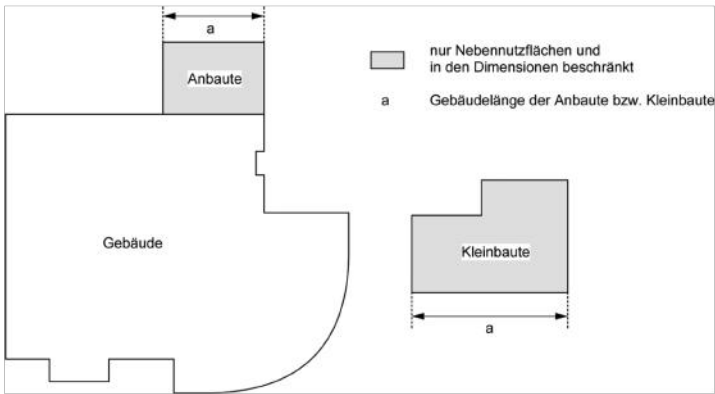 a
Anbaute
nur Nebennutzflächen und
in den Dimensionen beschränkt
a Gebäudelänge der Anbaute bzw. Kleinbaute
Gebäude
Kleinbaute
a